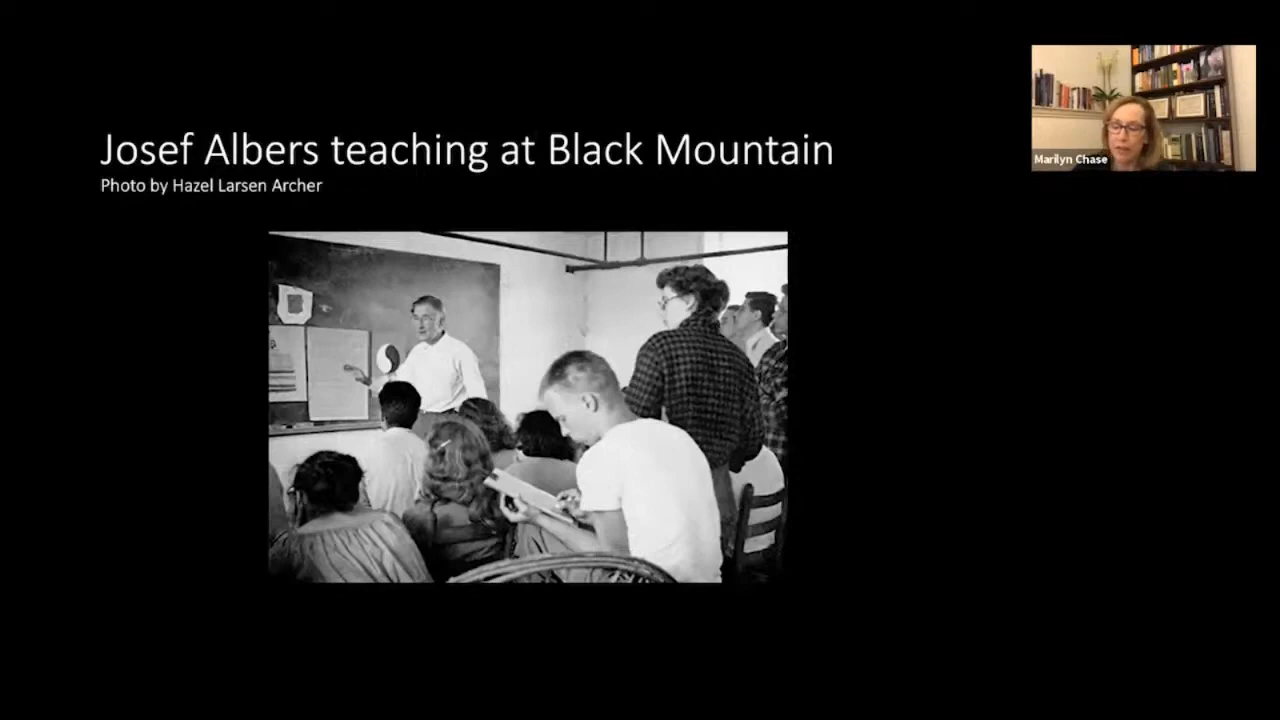 Josef Albers teaching at Black Mountain
Photo by Hazel Larsen Archer
Marilyn Chase